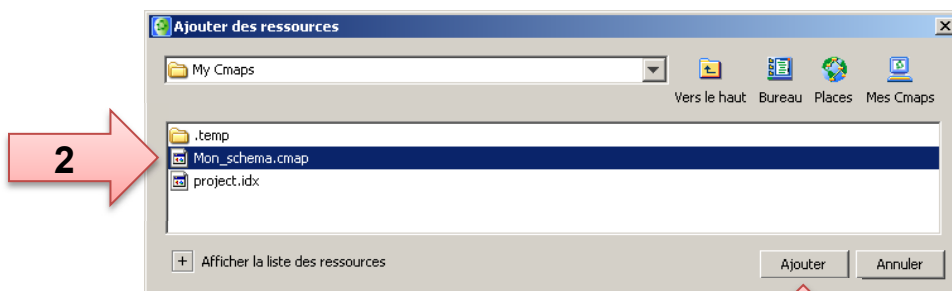 Ajouter des ressources
My Cmaps
Vers le haut Bureau Places Mes Cmaps
.temp
2
Mon_schema.cmap
project.idx
+ Afficher la liste des ressources
Ajouter Annuler